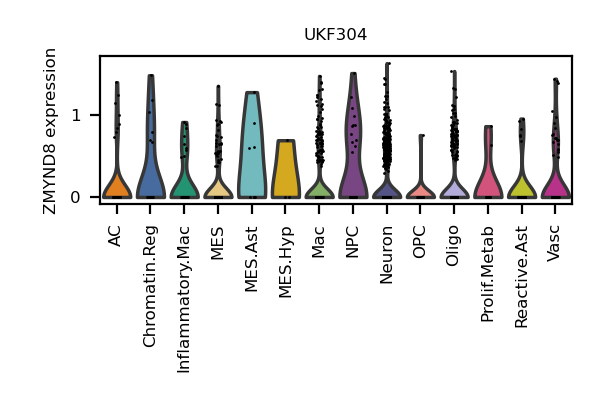 UKF304
ZMYND8 expression
1
0
AC
Chromatin.Reg
Inflammatory.Mac
MES
MES.Ast
MES.Hyp
Mac
NPC
Neuron
OPC
Oligo
Prolif.Metab
Reactive.Ast
Vasc